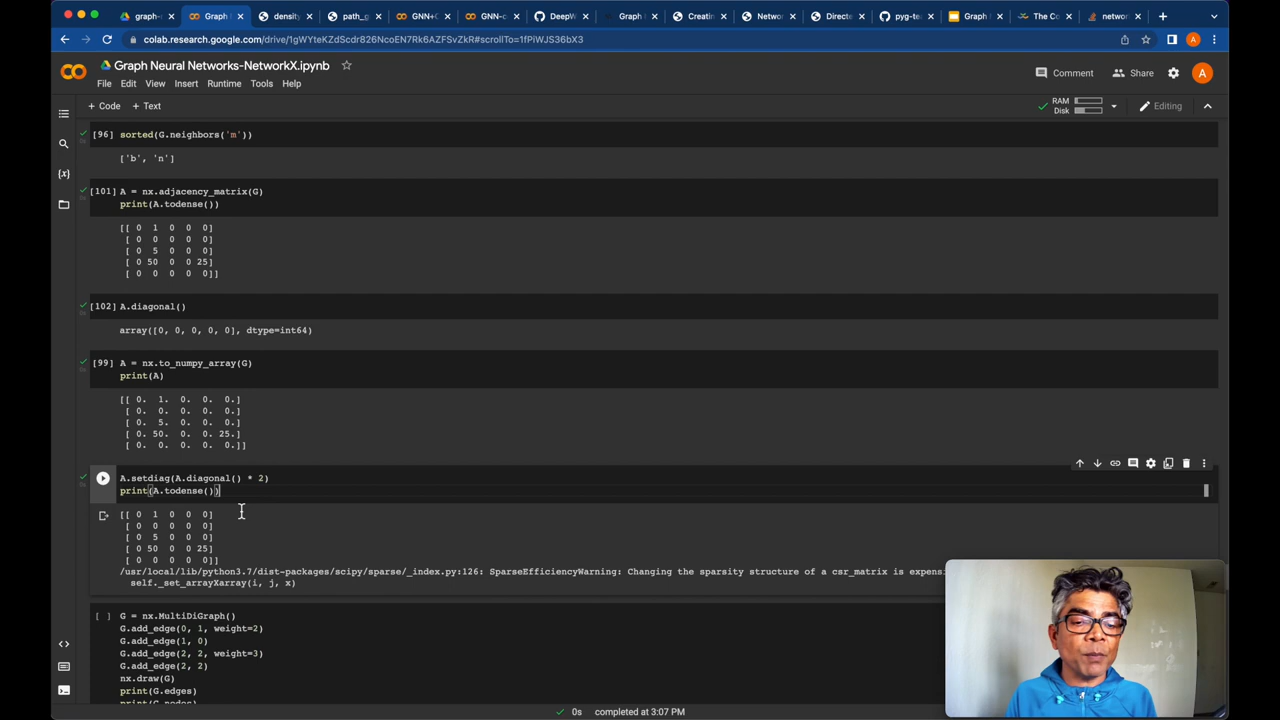 graph-r
Graph N
density
path_g
GNN+C
GNN-c
DeepW
Graph
Creatin
Networ
Directe
pyg-tea
Graph N
The Co
network
colab.research.google.com/drive/1gWYteKZdScdr826NcoEN7Rk6AZFSvZkR#scrollTo=1fPiWJS36bX3
A
CO
Graph Neural Networks-NetworkX.ipynb
File Edit View Insert Runtime Tools Help
Comment
Share
A
+ Code + Text
RAM
Disk
Editing
[96] sorted(G.neighbors('m'))
['b', 'n']
[101] A = nx.adjacency_matrix(G)
print(A.todense())
[[ 0 1 0 0 0]
[ 0 0 0 0 0]
[ 0 5 0 0 0]
[ 0 50 0 0 25]
[ 0 0 0 0 0]]
[102] A.diagonal()
array([0, 0, 0, 0, 0], dtype=int64)
[99] A = nx.to_numpy_array(G)
print(A)
[[ 0. 1. 0. 0. 0.]
[ 0. 0. 0. 0. 0.]
[ 0. 5. 0. 0. 0.]
[ 0. 50. 0. 0. 25.]
[ 0. 0. 0. 0. 0.]]
A.setdiag(A.diagonal() * 2)
print(A.todense())
[[ 0 1 0 0 0]
[ 0 0 0 0 0]
[ 0 5 0 0 0]
[ 0 50 0 0 25]
[ 0 0 0 0 0]]
/usr/local/lib/python3.7/dist-packages/scipy/sparse/_index.py:126: SparseEfficiencyWarning: Changing the sparsity structure of a csr_matrix is expensi
self._set_arrayXarray(i, j, x)
[ ] G = nx.MultiDiGraph()
G.add_edge(0, 1, weight=2)
G.add_edge(1, 0)
G.add_edge(2, 2, weight=3)
G.add_edge(2, 2)
nx.draw(G)
print(G.edges)
print(G.nodes)
0s completed at 3:07 PM